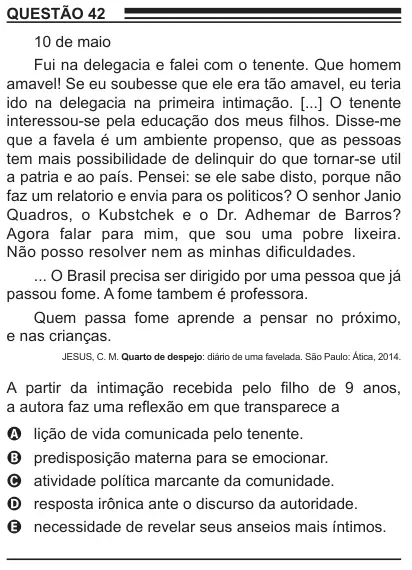 QUESTÃO 42
10 de maio
Fui na delegacia e falei com o tenente. Que homem
amavel! Se eu soubesse que ele era tão amavel, eu teria
ido na delegacia na primeira intimação. [...] O tenente
interessou-se pela educação dos meus filhos. Disse-me
que a favela é um ambiente propenso, que as pessoas
tem mais possibilidade de delinquir do que tornar-se util
a patria e ao país. Pensei: se ele sabe disto, porque não
faz um relatorio e envia para os politicos? O senhor Janio
Quadros, o Kubstchek e o Dr. Adhemar de Barros?
Agora falar para mim, que sou uma pobre lixeira.
Não posso resolver nem as minhas dificuldades.
... O Brasil precisa ser dirigido por uma pessoa que já
passou fome. A fome tambem é professora.
Quem passa fome aprende a pensar no próximo,
e nas crianças.
JESUS, C. M. Quarto de despejo: diário de uma favelada. São Paulo: Ática, 2014.
A partir da intimação recebida pelo filho de 9 anos,
a autora faz uma reflexão em que transparece a
A lição de vida comunicada pelo tenente.
B predisposição materna para se emocionar.
C atividade política marcante da comunidade.
D resposta irônica ante o discurso da autoridade.
E necessidade de revelar seus anseios mais íntimos.